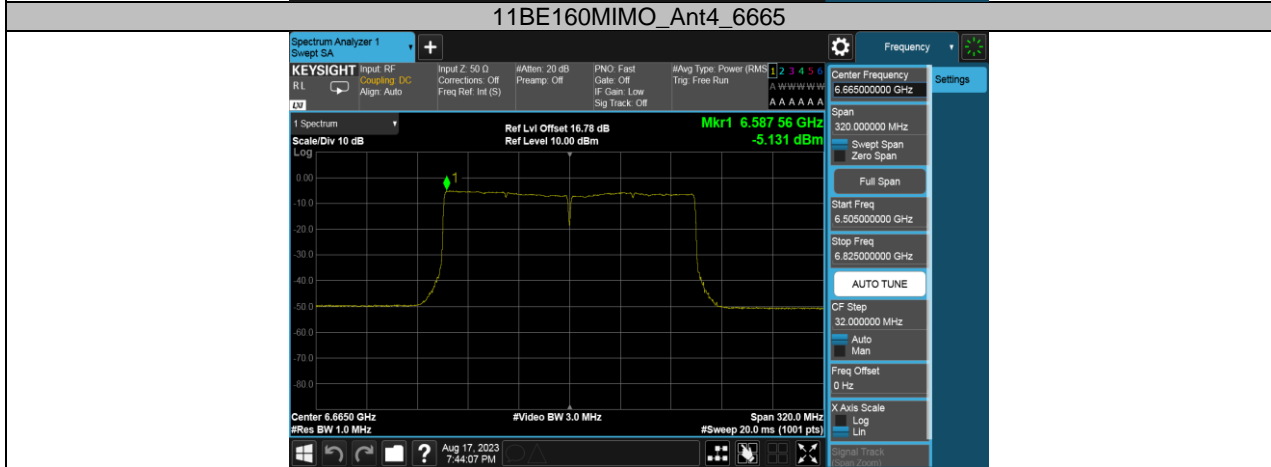 11BE160MIMO_Ant4_6665
Spectrum Analyzer 1
Swept SA
Frequency
KEYSIGHT
RL
LXI
Input: RF
Coupling: DC
Align: Auto
Input Z: 50 Ω
Corrections: Off
Freq Ref: Int (S)
#Atten: 20 dB
Preamp: Off
PNO: Fast
Gate: Off
IF Gain: Low
Sig Track: Off
#Avg Type: Power (RMS
Trig: Free Run
1 2 3 4 5 6
A W W W W W
A A A A A A
1 Spectrum
Scale/Div 10 dB
Log
Ref Lvl Offset 16.78 dB
Ref Level 10.00 dBm
Mkr1 6.587 56 GHz
-5.131 dBm
1
0.00
-10.0
-20.0
-30.0
-40.0
-50.0
-60.0
-70.0
-80.0
Center 6.6650 GHz
#Res BW 1.0 MHz
#Video BW 3.0 MHz
Span 320.0 MHz
#Sweep 20.0 ms (1001 pts)
Center Frequency
6.665000000 GHz
Settings
Span
320.000000 MHz
Swept Span
Zero Span
Full Span
Start Freq
6.505000000 GHz
Stop Freq
6.825000000 GHz
AUTO TUNE
CF Step
32.000000 MHz
Auto
Man
Freq Offset
0 Hz
X Axis Scale
Log
Lin
Signal Track
(Span Zoom)
?
Aug 17, 2023
7:44:07 PM